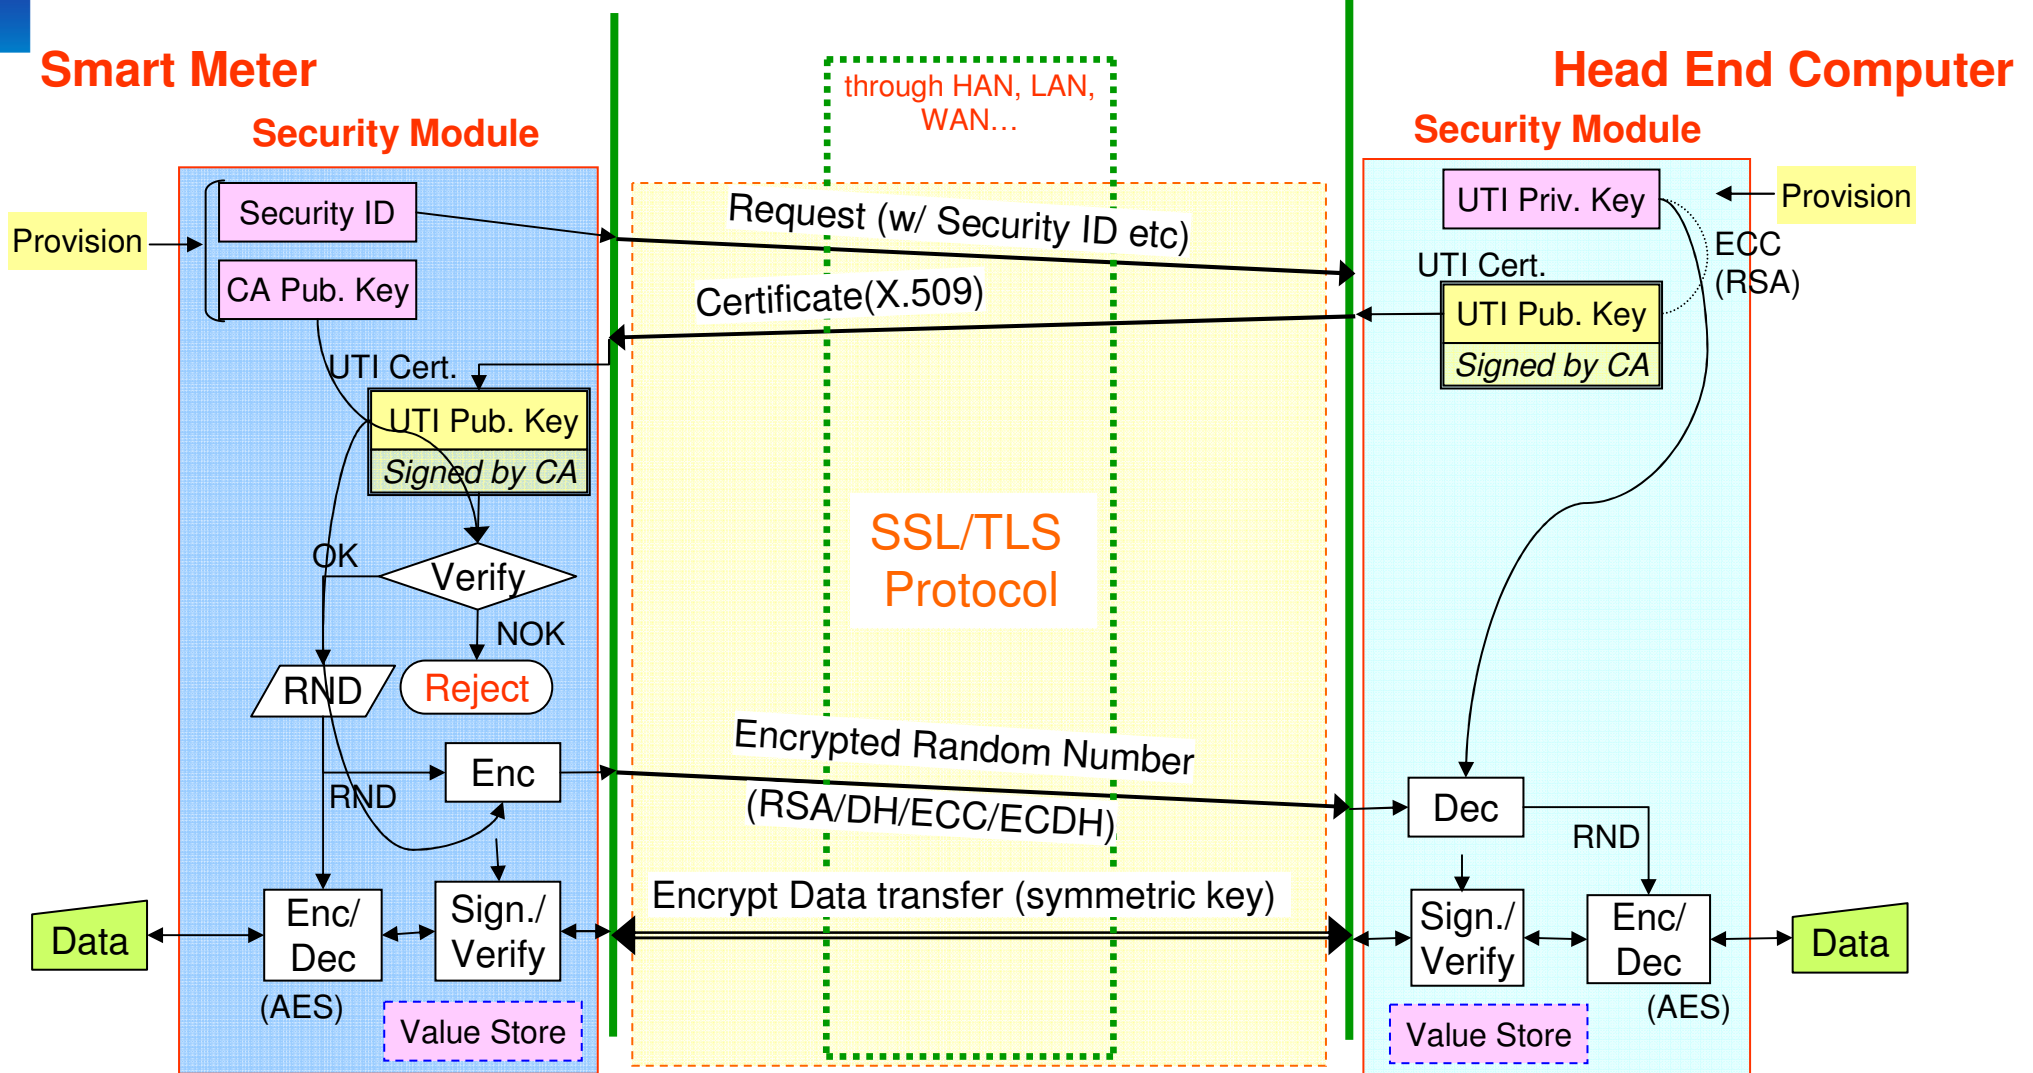 Smart Meter
Head End Computer
through HAN, LAN,
WAN…
Security Module
Security Module
Provision
Security ID
CA Pub. Key
Request (w/ Security ID etc)
Certificate(X.509)
UTI Priv. Key
Provision
ECC
(RSA)
UTI Cert.
UTI Pub. Key
Signed by CA
UTI Cert.
UTI Pub. Key
Signed by CA
SSL/TLS
Protocol
OK
Verify
NOK
RND
Reject
Encrypted Random Number
(RSA/DH/ECC/ECDH)
Enc
RND
Dec
RND
Encrypt Data transfer (symmetric key)
Data
Enc/
Dec
(AES)
Sign./
Verify
Value Store
Sign./
Verify
Enc/
Dec
(AES)
Data
Value Store